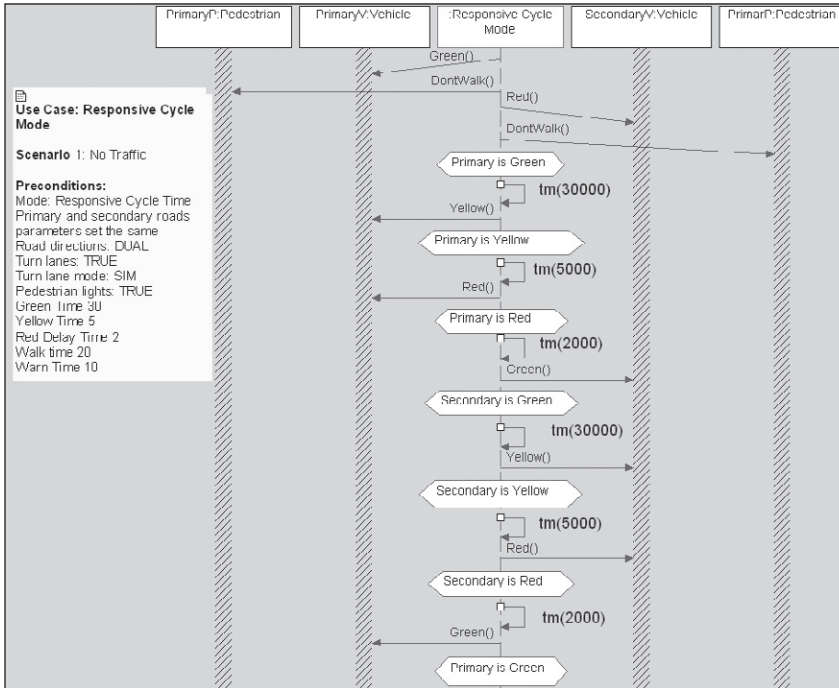 PrimaryP:Pedestrian
PrimaryV:Vehicle
:Responsive Cycle
Mode
SecondaryV:Vehicle
PrimarP:Pedestrian
Green()
DontWalk()
Red()
DontWalk()
Use Case: Responsive Cycle
Mode
Scenario 1: No Traffic
Preconditions:
Mode: Responsive Cycle Time
Primary and secondary roads
parameters set the same
Road directions: DUAL
Turn lanes: TRUE
Turn lane mode: SIM
Pedestrian lights: TRUE
Green Time 30
Yellow Time 5
Red Delay Time 2
Walk time 20
Warn Time 10
Primary is Green
tm(30000)
Yellow()
Primary is Yellow
tm(5000)
Red()
Primary is Red
tm(2000)
Green()
Secondary is Green
tm(30000)
Yellow()
Secondary is Yellow
tm(5000)
Red()
Secondary is Red
tm(2000)
Green()
Primary is Green